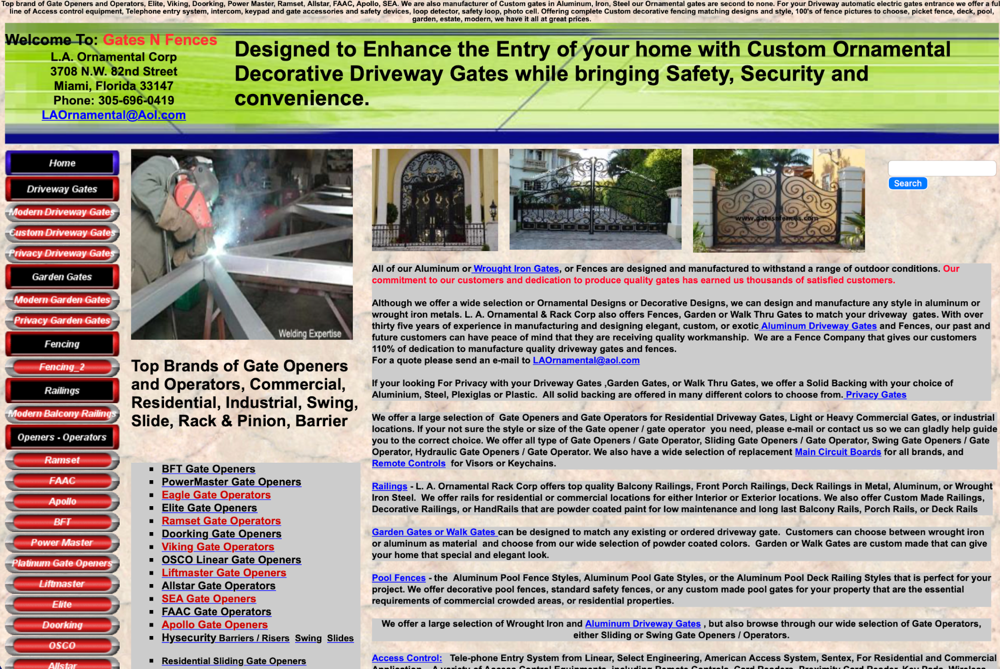 Top brand of Gate Openers and Operators, Elite, Viking, Doorking, Power Master, Ramset, Allstar, FAAC, Apollo, SEA. We are also manufacturer of Custom gates in Aluminum, Iron, Steel our Ornamental gates are second to none. For your Driveway automatic electric gates entrance we offer a ful
line of Access control equipment, Telephone entry system, intercom, keypad and gate accessories and safety devices, loop detector, safety loop, photo cell. Offering complete Custom decorative fencing matching designs and style, 100's of fence pictures to choose, picket fence, deck, pool,
garden, estate, modern, we have it all at great prices.
Welcome To: Gates N Fences
L.A. Ornamental Corp
3708 N.W. 82nd Street
Miami, Florida 33147
Phone: 305-696-0419
LAOrnamental@Aol.com
Designed to Enhance the Entry of your home with Custom Ornamental
Decorative Driveway Gates while bringing Safety, Security and
convenience.
Home
Driveway Gates
Modern Driveway Gates
Custom Driveway Gates
Privacy Driveway Gates
Garden Gates
Modern Garden Gates
Privacy Garden Gates
Fencing
Fencing_2
Railings
Modern Balcony Railings
Openers - Operators
Ramset
FAAC
Apollo
BFT
Power Master
Platinum Gate Openers
Liftmaster
Elite
Doorking
OSCO
Allstar
Welding Expertise
Top Brands of Gate Openers
and Operators, Commercial,
Residential, Industrial, Swing,
Slide, Rack & Pinion, Barrier
BFT Gate Openers
PowerMaster Gate Openers
Eagle Gate Operators
Elite Gate Openers
Ramset Gate Operators
Doorking Gate Openers
Viking Gate Operators
OSCO Linear Gate Openers
Liftmaster Gate Openers
Allstar Gate Operators
SEA Gate Openers
FAAC Gate Operators
Apollo Gate Openers
Hysecurity Barriers / Risers Swing Slides
Residential Sliding Gate Openers
www.gatesnfences.com
Search
All of our Aluminum or Wrought Iron Gates, or Fences are designed and manufactured to withstand a range of outdoor conditions. Our
commitment to our customers and dedication to produce quality gates has earned us thousands of satisfied customers.
Although we offer a wide selection or Ornamental Designs or Decorative Designs, we can design and manufacture any style in aluminum or
wrought iron metals. L. A. Ornamental & Rack Corp also offers Fences, Garden or Walk Thru Gates to match your driveway gates. With over
thirty five years of experience in manufacturing and designing elegant, custom, or exotic Aluminum Driveway Gates and Fences, our past and
future customers can have peace of mind that they are receiving quality workmanship. We are a Fence Company that gives our customers
110% of dedication to manufacture quality driveway gates and fences.
For a quote please send an e-mail to LAOrnamental@aol.com
If your looking For Privacy with your Driveway Gates ,Garden Gates, or Walk Thru Gates, we offer a Solid Backing with your choice of
Aluminium, Steel, Plexiglas or Plastic. All solid backing are offered in many different colors to choose from. Privacy Gates
We offer a large selection of Gate Openers and Gate Operators for Residential Driveway Gates, Light or Heavy Commercial Gates, or industrial
locations. If your not sure the style or size of the Gate opener / gate operator you need, please e-mail or contact us so we can gladly help guide
you to the correct choice. We offer all type of Gate Openers / Gate Operator, Sliding Gate Openers / Gate Operator, Swing Gate Openers / Gate
Operator, Hydraulic Gate Openers / Gate Operator. We also have a wide selection of replacement Main Circuit Boards for all brands, and
Remote Controls for Visors or Keychains.
Railings - L. A. Ornamental Rack Corp offers top quality Balcony Railings, Front Porch Railings, Deck Railings in Metal, Aluminum, or Wrought
Iron Steel. We offer rails for residential or commercial locations for either Interior or Exterior locations. We also offer Custom Made Railings,
Decorative Railings, or HandRails that are powder coated paint for low maintenance and long last Balcony Rails, Porch Rails, or Deck Rails
Garden Gates or Walk Gates can be designed to match any existing or ordered driveway gate. Customers can choose between wrought iron
or aluminum as material and choose from our wide selection of powder coated colors. Garden or Walk Gates are custom made that can give
your home that special and elegant look.
Pool Fences - the Aluminum Pool Fence Styles, Aluminum Pool Gate Styles, or the Aluminum Pool Deck Railing Styles that is perfect for your
project. We offer decorative pool fences, standard safety fences, or any custom made pool gates for your property that are the essential
requirements of commercial crowded areas, or residential properties.
We offer a large selection of Wrought Iron and Aluminum Driveway Gates , but also browse through our wide selection of Gate Operators,
either Sliding or Swing Gate Openers / Operators.
Access Control: Tele-phone Entry System from Linear, Select Engineering, American Access System, Sentex, For Residential and Commercial